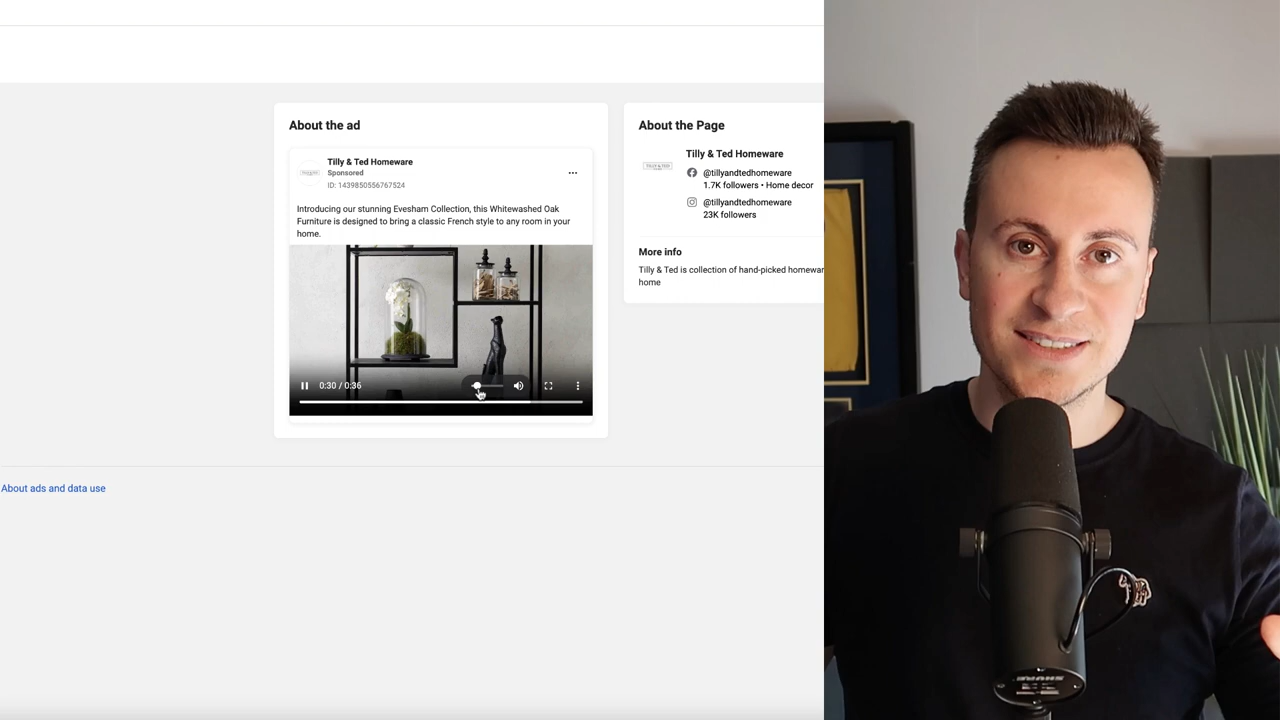 About the ad
Tilly & Ted Homeware
Sponsored
ID: 1439850556767524
Introducing our stunning Evesham Collection, this Whitewashed Oak
Furniture is designed to bring a classic French style to any room in your
home.
0:30 / 0:36
About the Page
Tilly & Ted Homeware
@tillyandtedhomeware
1.7K followers • Home decor
@tillyandtedhomeware
23K followers
More info
Tilly & Ted is collection of hand-picked homewar
home
About ads and data use
SHURE